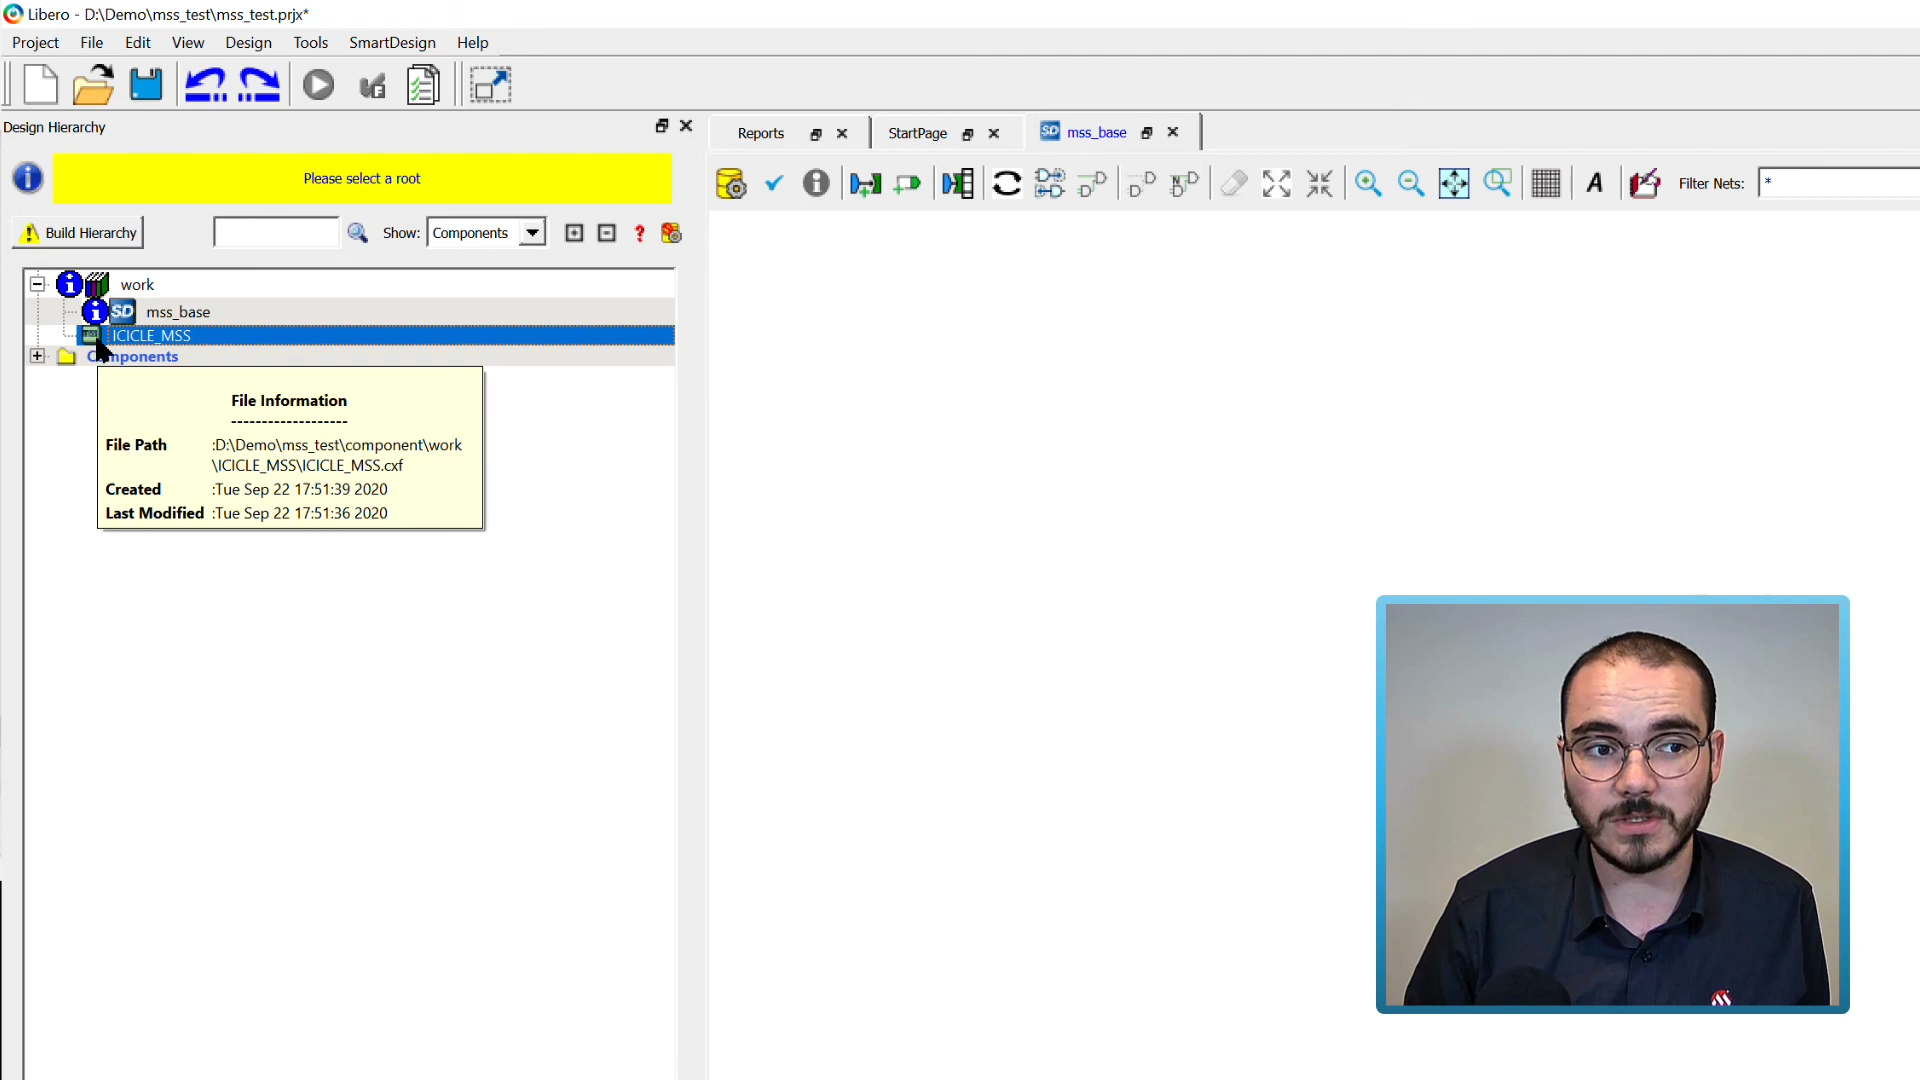 Libero - D:\Demo\mss_test\mss_test.prjx*
Project File Edit View Design Tools SmartDesign Help
Design Hierarchy
Reports StartPage SD mss_base
Please select a root
Filter Nets: *
Build Hierarchy Show: Components
work
SD mss_base
ICICLE_MSS
mponents
File Information
-------------------
File Path :D:\Demo\mss_test\component\work
\ICICLE_MSS\ICICLE_MSS.cxf
Created :Tue Sep 22 17:51:39 2020
Last Modified :Tue Sep 22 17:51:36 2020